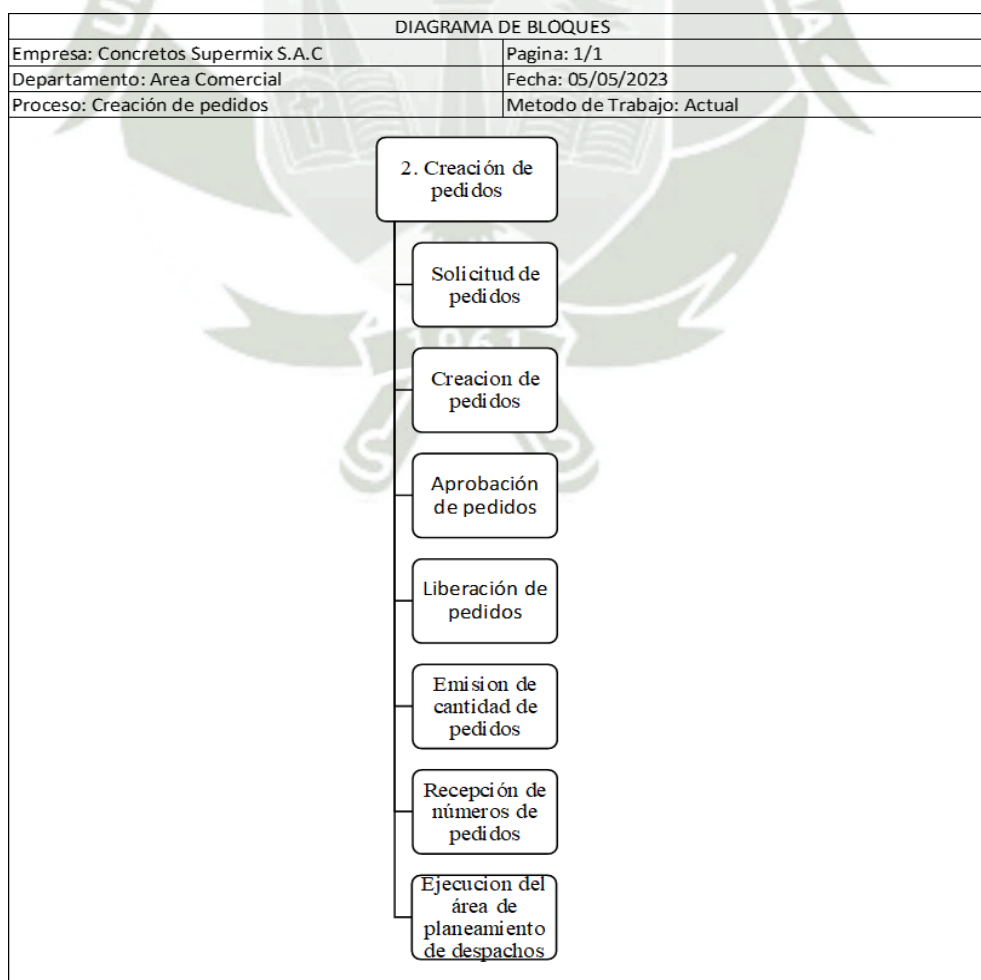 DIAGRAMA DE BLOQUES
Empresa: Concretos Supermix S.A.C
Pagina: 1/1
Departamento: Area Comercial
Fecha: 05/05/2023
Proceso: Creación de pedidos
Metodo de Trabajo: Actual
2. Creación de
pedidos
Solicitud de
pedidos
1961
Creacion de
pedidos
Aprobación
de pedidos
Liberación de
pedidos
Emision de
cantidad de
pedidos
Recepción de
números de
pedidos
Ejecucion del
área de
planeamiento
de despachos